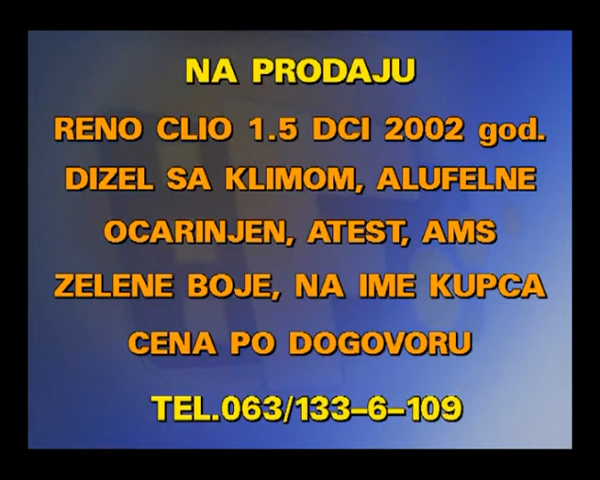 NA PRODAJU
RENO CLIO 1.5 DCI 2002 god.
DIZEL SA KLIMOM, ALUFELNE
OCARINJEN, ATEST, AMS
ZELENE BOJE, NA IME KUPCA
CENA PO DOGOVORU
TEL.063/133-6-109